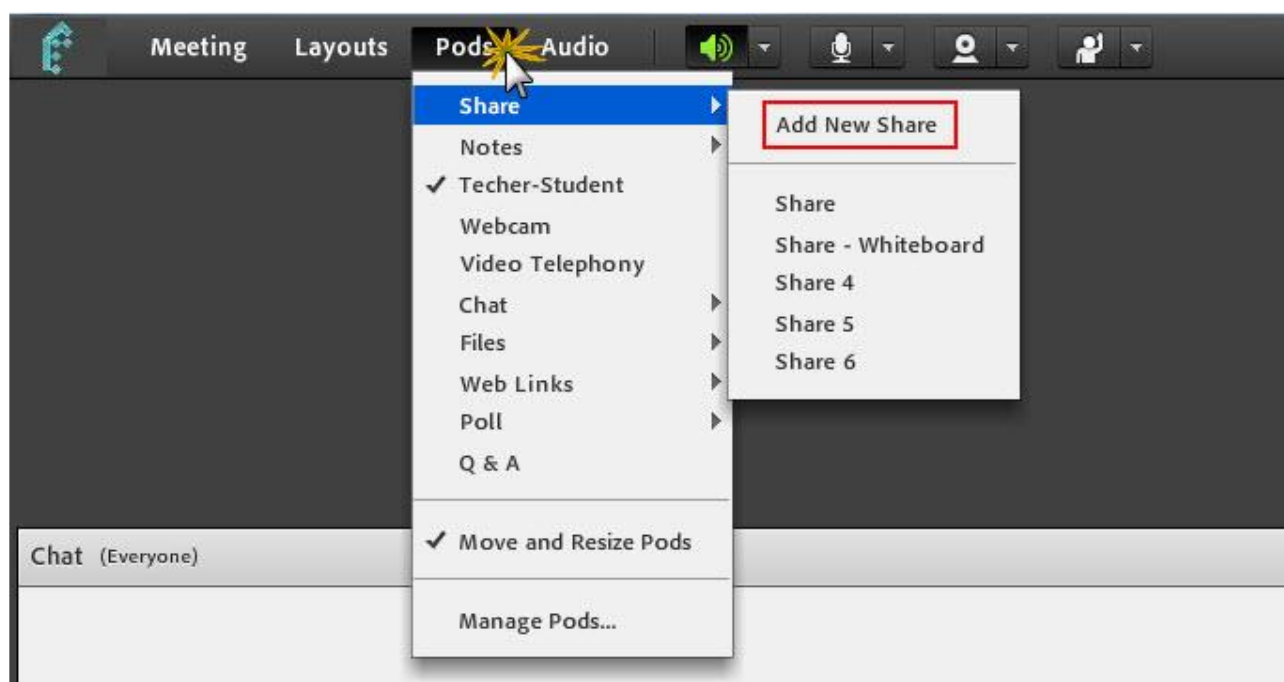 Meeting Layouts Pods Audio
Share
Notes
Techer-Student
Webcam
Video Telephony
Chat
Files
Web Links
Poll
Q & A
Move and Resize Pods
Manage Pods...
Add New Share
Share
Share - Whiteboard
Share 4
Share 5
Share 6
Chat (Everyone)